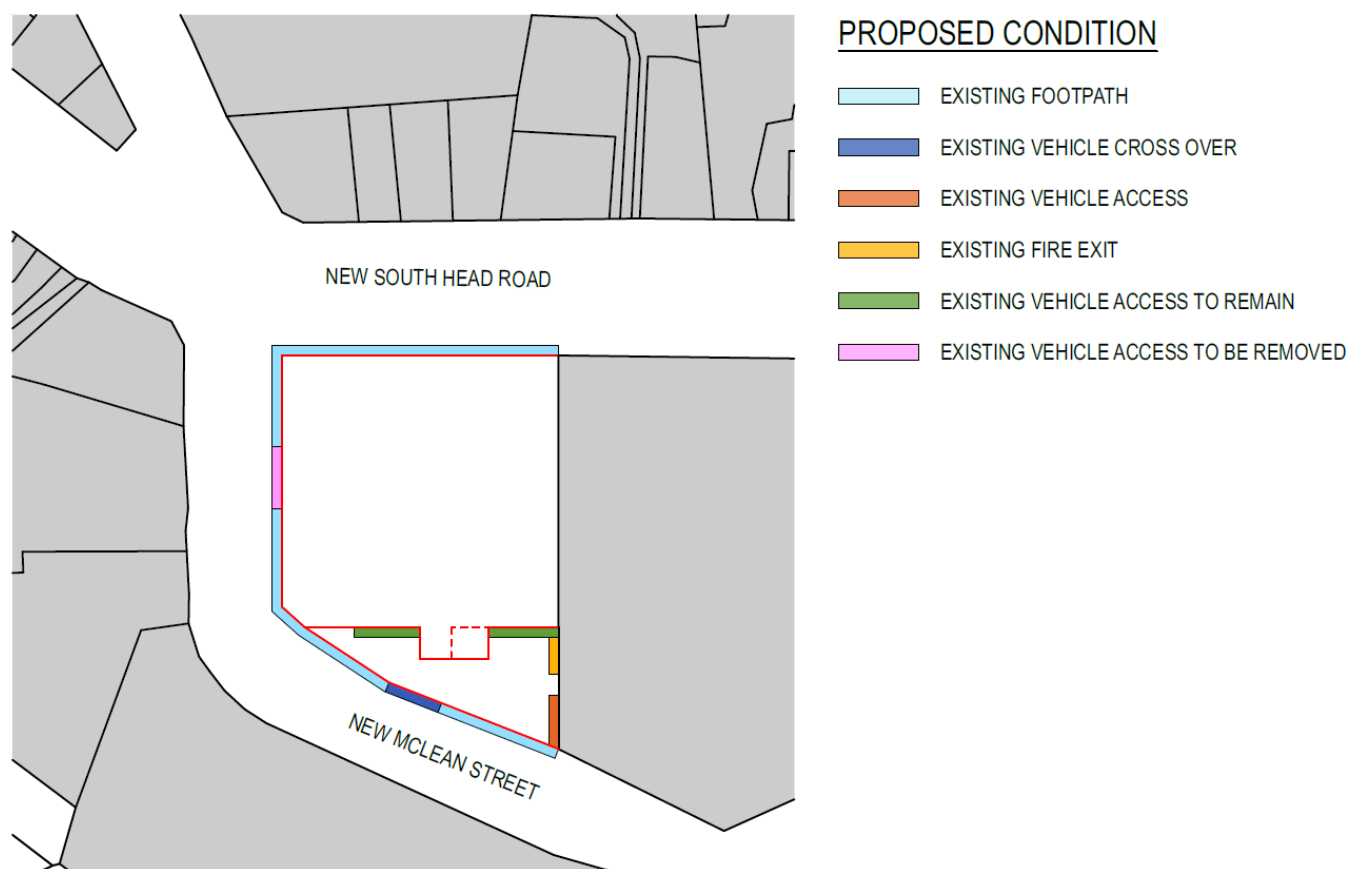 PROPOSED CONDITION
EXISTING FOOTPATH
EXISTING VEHICLE CROSS OVER
EXISTING VEHICLE ACCESS
EXISTING FIRE EXIT
EXISTING VEHICLE ACCESS TO REMAIN
EXISTING VEHICLE ACCESS TO BE REMOVED
NEW SOUTH HEAD ROAD
NEW MCLEAN STREET